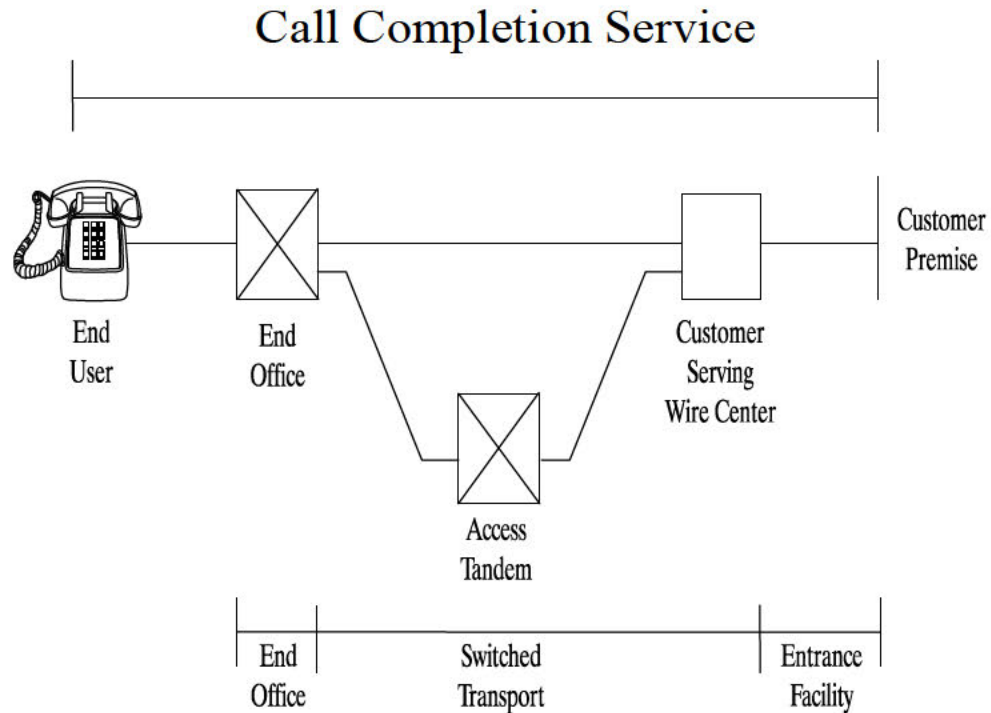 Call Completion Service
Customer
Premise
End
User
End
Office
Customer
Serving
Wire Center
Access
Tandem
End
Office
Switched
Transport
Entrance
Facility